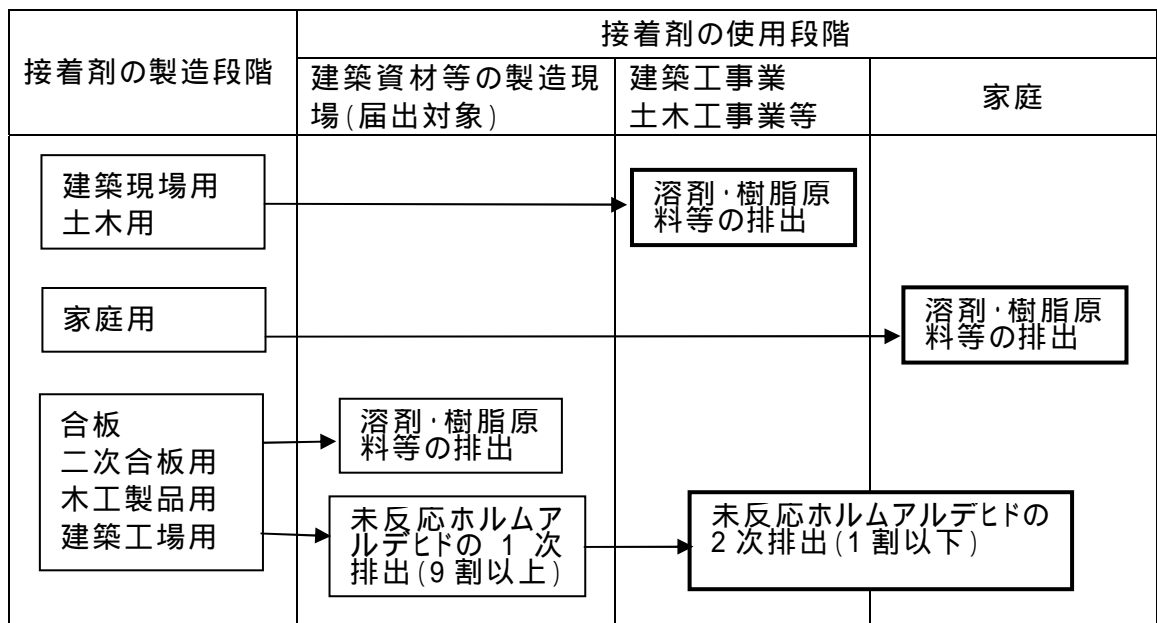 接着剤の製造段階
接着剤の使用段階
建築資材等の製造現
場(届出対象)
建築工事業
土木工事業等
家庭
建築現場用
土木用
溶剤・樹脂原
料等の排出
家庭用
溶剤・樹脂原
料等の排出
合板
二次合板用
木工製品用
建築工場用
溶剤・樹脂原
料等の排出
未反応ホルムア
ルデヒドの 1 次
排出(9 割以上)
未反応ホルムアルデヒドの
2 次排出(1 割以下)